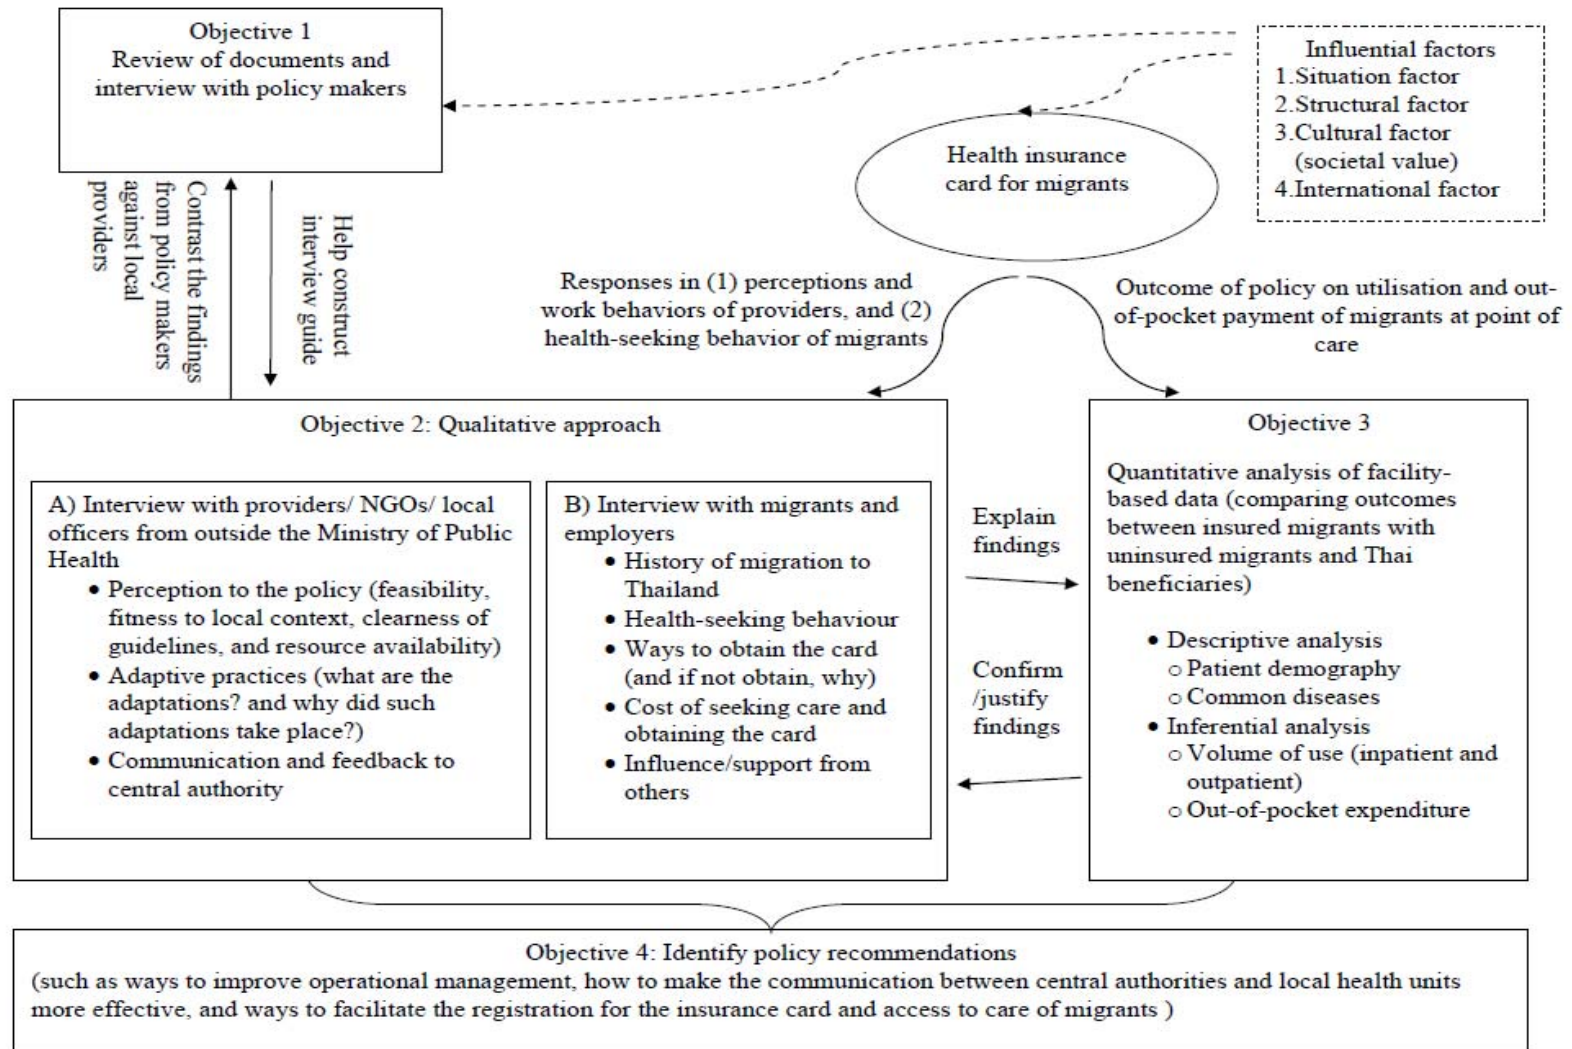 Objective 1
Review of documents and
interview with policy makers
Influential factors
1.Situation factor
2.Structural factor
3.Cultural factor
(societal value)
4.International factor
Health insurance
card for migrants
Contrast the findings
from policy makers
against local
providers
Help construct
interview guide
Responses in (1) perceptions and
work behaviors of providers, and (2)
health-seeking behavior of migrants
Outcome of policy on utilisation and out-
of-pocket payment of migrants at point of
care
Objective 2: Qualitative approach
A) Interview with providers/ NGOs/ local
officers from outside the Ministry of Public
Health
• Perception to the policy (feasibility,
fitness to local context, clearness of
guidelines, and resource availability)
• Adaptive practices (what are the
adaptations? and why did such
adaptations take place?)
• Communication and feedback to
central authority
B) Interview with migrants and
employers
• History of migration to
Thailand
• Health-seeking behaviour
• Ways to obtain the card
(and if not obtain, why)
• Cost of seeking care and
obtaining the card
• Influence/support from
others
Explain
findings
Confirm
/justify
findings
Objective 3
Quantitative analysis of facility-
based data (comparing outcomes
between insured migrants with
uninsured migrants and Thai
beneficiaries)
• Descriptive analysis
o Patient demography
o Common diseases
• Inferential analysis
o Volume of use (inpatient and
outpatient)
o Out-of-pocket expenditure
Objective 4: Identify policy recommendations
(such as ways to improve operational management, how to make the communication between central authorities and local health units
more effective, and ways to facilitate the registration for the insurance card and access to care of migrants )